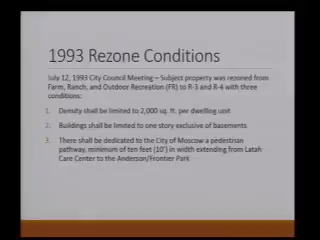 1993 Rezone Conditions
July 12, 1993 City Council Meeting – Subject property was rezoned from
Farm, Ranch, and Outdoor Recreation (FR) to R-3 and R-4 with three
conditions:
1. Density shall be limited to 2,000 sq. ft. per dwelling unit
2. Buildings shall be limited to one story exclusive of basements
3. There shall be dedicated to the City of Moscow a pedestrian
pathway, minimum of ten feet (10') in width extending from Latah
Care Center to the Anderson/Frontier Park